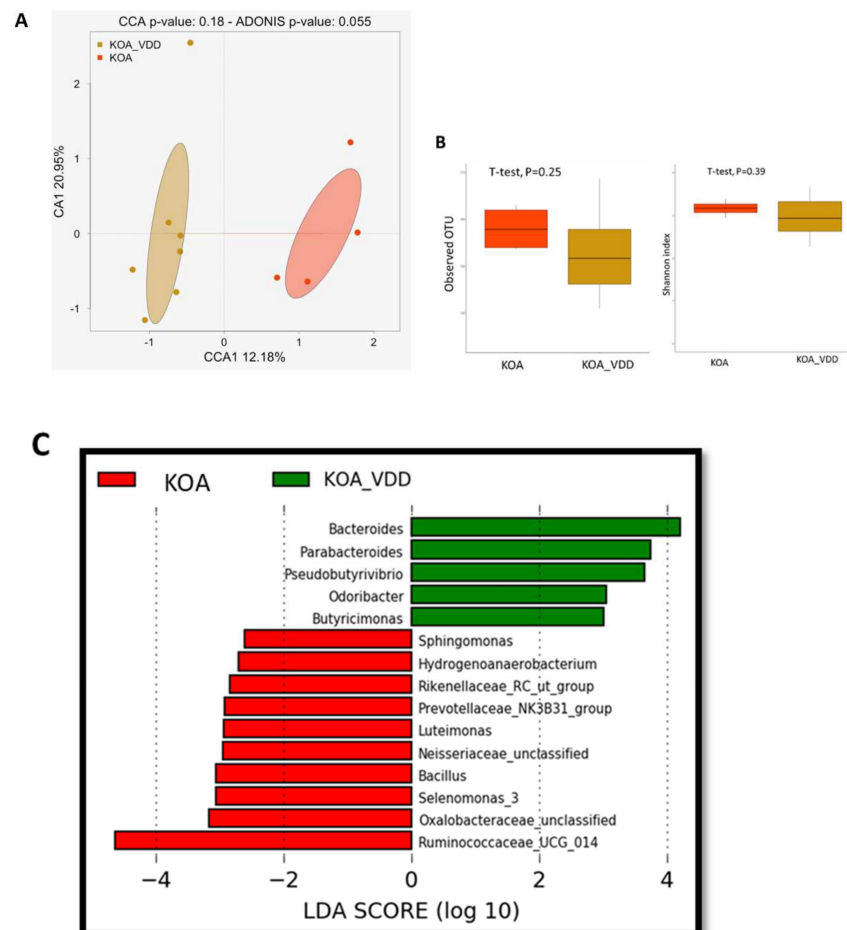 A
CCA p-value: 0.18 - ADONIS p-value: 0.055
KOA_VDD
KOA
2
1
0
-1
CA1 20.95%
-1
0
1
2
CCA1 12.18%
B
T-test, P=0.25
Observed OTU
KOA
KOA_VDD
T-test, P=0.39
Shannon index
KOA
KOA_VDD
C
KOA
KOA_VDD
Bacteroides
Parabacteroides
Pseudobutyrivibrio
Odoribacter
Butyricimonas
Sphingomonas
Hydrogenoanaerobacterium
Rikenellaceae_RC_ut_group
Prevotellaceae_NK3B31_group
Luteimonas
Neisseriaceae_unclassified
Bacillus
Selenomonas_3
Oxalobacteraceae_unclassified
Ruminococcaceae_UCG_014
−4
−2
0
2
4
LDA SCORE (log 10)